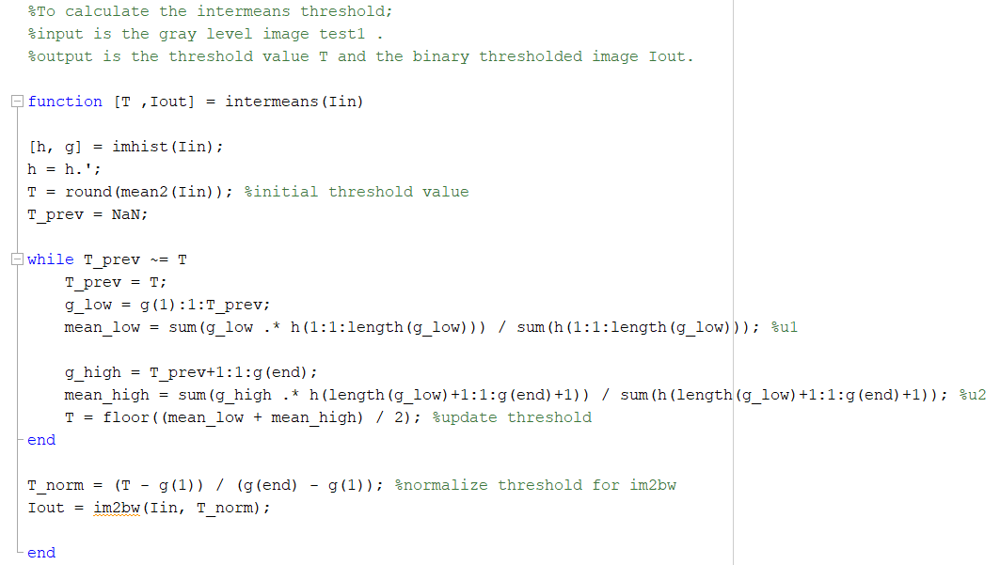 %To calculate the intermeans threshold;
%input is the gray level image test1 .
%output is the threshold value T and the binary thresholded image Iout.
function [T ,Iout] = intermeans(Iin)
[h, g] = imhist(Iin);
h = h.';
T = round(mean2(Iin)); %initial threshold value
T_prev = NaN;
while T_prev ~= T
T_prev = T;
g_low = g(1):1:T_prev;
mean_low = sum(g_low .* h(1:1:length(g_low))) / sum(h(1:1:length(g_low))); %u1
g_high = T_prev+1:1:g(end);
mean_high = sum(g_high .* h(length(g_low)+1:1:g(end)+1)) / sum(h(length(g_low)+1:1:g(end)+1)); %u2
T = floor((mean_low + mean_high) / 2); %update threshold
end
T_norm = (T - g(1)) / (g(end) - g(1)); %normalize threshold for im2bw
Iout = im2bw(Iin, T_norm);
end